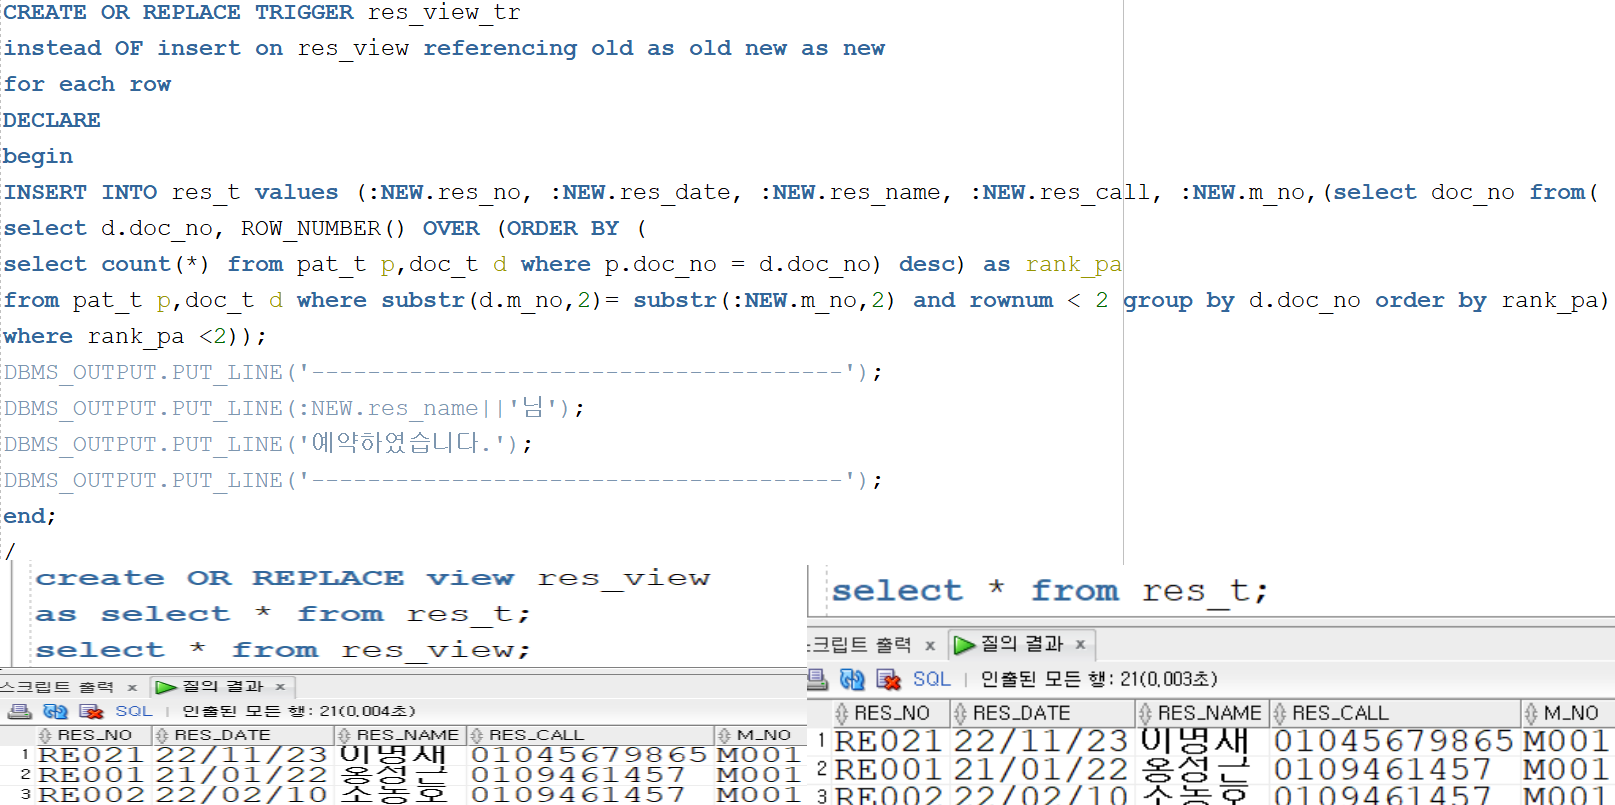 CREATE OR REPLACE TRIGGER res_view_tr
instead OF insert on res_view referencing old as old new as new
for each row
DECLARE
begin
INSERT INTO res_t values (:NEW.res_no, :NEW.res_date, :NEW.res_name, :NEW.res_call, :NEW.m_no,(select doc_no from(
select d.doc_no, ROW_NUMBER() OVER (ORDER BY (
select count(*) from pat_t p,doc_t d where p.doc_no = d.doc_no) desc) as rank_pa
from pat_t p,doc_t d where substr(d.m_no,2)= substr(:NEW.m_no,2) and rownum < 2 group by d.doc_no order by rank_pa)
where rank_pa <2));
DBMS_OUTPUT.PUT_LINE('--------------------------------------');
DBMS_OUTPUT.PUT_LINE(:NEW.res_name||'님');
DBMS_OUTPUT.PUT_LINE('예약하였습니다.');
DBMS_OUTPUT.PUT_LINE('--------------------------------------');
end;
/
create OR REPLACE view res_view
as select * from res_t;
select * from res_view;
스크립트 출력 × 질의 결과 ×
SQL | 인출된 모든 행: 21(0,004초)
RES_NO RES_DATE RES_NAME RES_CALL M_NO
1 RE021 22/11/23 이명새 01045679865 M001
2 RE001 21/01/22 옹성근 0109461457 M001
3 RE002 22/02/10 소농호 0109461457 M001
select * from res_t;
스크립트 출력 × 질의 결과 ×
SQL | 인출된 모든 행: 21(0,003초)
RES_NO RES_DATE RES_NAME RES_CALL M_NO
1 RE021 22/11/23 이명새 01045679865 M001
2 RE001 21/01/22 옹성근 0109461457 M001
3 RE002 22/02/10 소농호 0109461457 M001